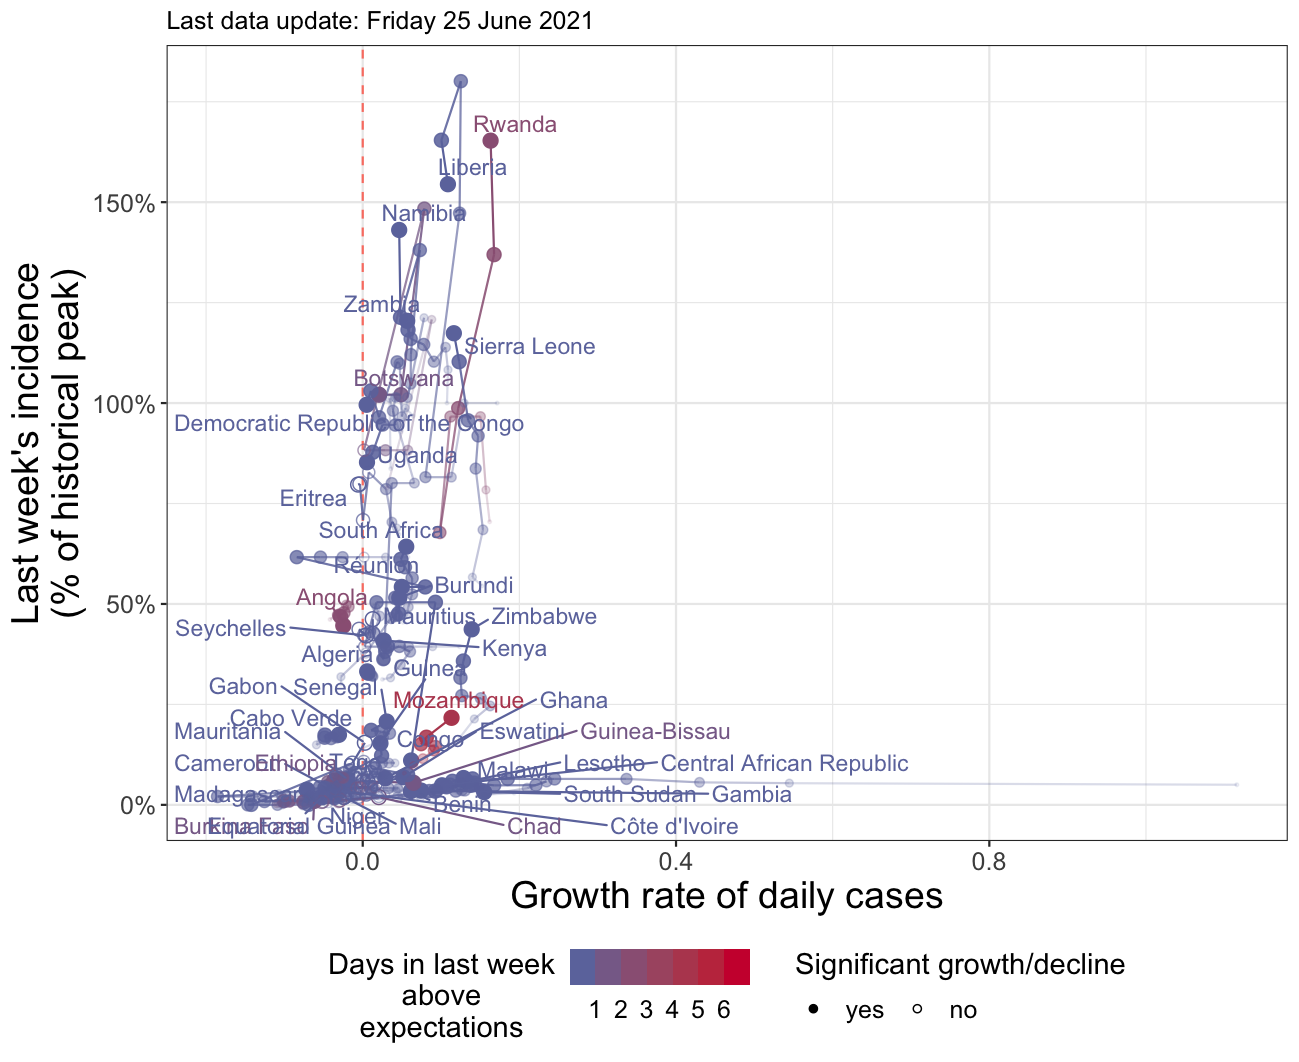 Last data update: Friday 25 June 2021
Last week's incidence
(% of historical peak)
150%
100%
50%
0%
Rwanda
Liberia
Namibia
Zambia
Sierra Leone
Botswana
Democratic Republic of the Congo
Uganda
Eritrea
South Africa
Réunion
Burundi
Angola
Mauritius
Zimbabwe
Seychelles
Kenya
Algeria
Guinea
Gabon
Senegal
Mozambique
Ghana
Cabo Verde
Mauritania
Congo
Eswatini
Guinea-Bissau
Cameroon
Ethiopia
Togo
Malawi
Lesotho
Central African Republic
Madagascar
Benin
South Sudan
Gambia
Niger
Burkina Faso
Equatorial Guinea
Mali
Chad
Côte d'Ivoire
0.0
0.4
0.8
Growth rate of daily cases
Days in last week
above
expectations
1 2 3 4 5 6
Significant growth/decline
yes
no